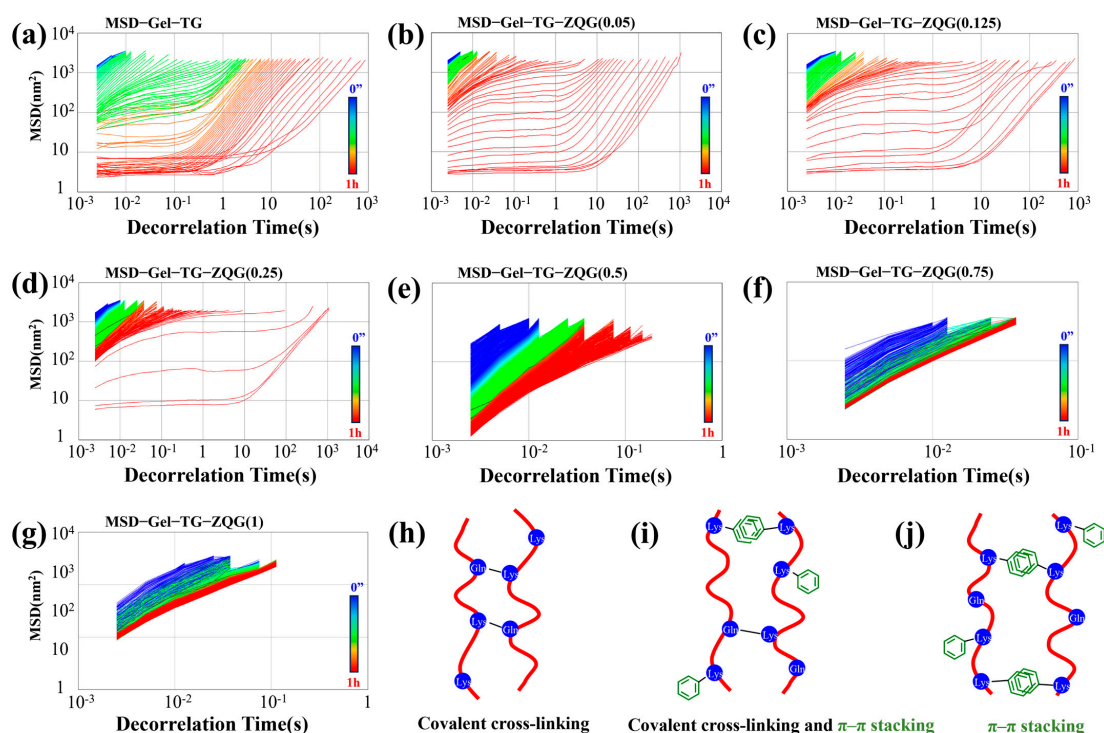 (a) MSD-Gel-TG
(b) MSD-Gel-TG-ZQG(0.05)
(c) MSD-Gel-TG-ZQG(0.125)
10⁴
10³
10²
10
1
MSD(nm²)
0’’
1h
0’’
1h
0’’
1h
10⁻³ 10⁻² 10⁻¹ 1 10 10² 10³
10⁻³ 10⁻² 10⁻¹ 1 10 100 10³ 10⁴
10⁻³ 10⁻² 10⁻¹ 1 10 10² 10³
Decorrelation Time(s)
Decorrelation Time(s)
Decorrelation Time(s)
(d) MSD-Gel-TG-ZQG(0.25)
(e) MSD-Gel-TG-ZQG(0.5)
(f) MSD-Gel-TG-ZQG(0.75)
10⁴
10³
10²
10
1
MSD(nm²)
0’’
1h
0’’
1h
0’’
1h
10⁻³ 10⁻² 10⁻¹ 1 10 10² 10³ 10⁴
10⁻³ 10⁻² 10⁻¹ 1
10⁻³ 10⁻² 10⁻¹
Decorrelation Time(s)
Decorrelation Time(s)
Decorrelation Time(s)
(g) MSD-Gel-TG-ZQG(1)
10⁴
10³
10²
10
1
MSD(nm²)
0’’
1h
10⁻³ 10⁻² 10⁻¹ 1
Decorrelation Time(s)
(h)
Lys
Gln Lys
Lys Gln
Lys
Covalent cross-linking
(i)
Lys Lys
Lys
Gln Lys
Lys Gln
Covalent cross-linking and π-π stacking
(j)
Lys
Lys Lys
Gln
Gln
Lys
Lys Lys
π-π stacking